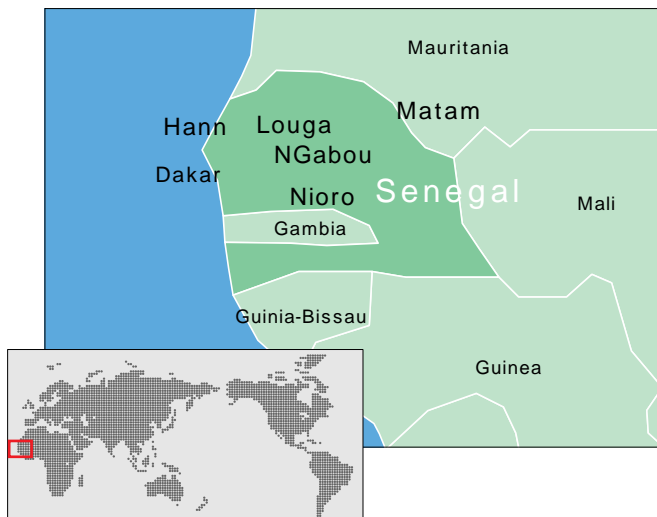 Mauritania
Matam
Hann
Louga
NGabou
Dakar
Nioro
Senegal
Mali
Gambia
Guinia-Bissau
Guinea